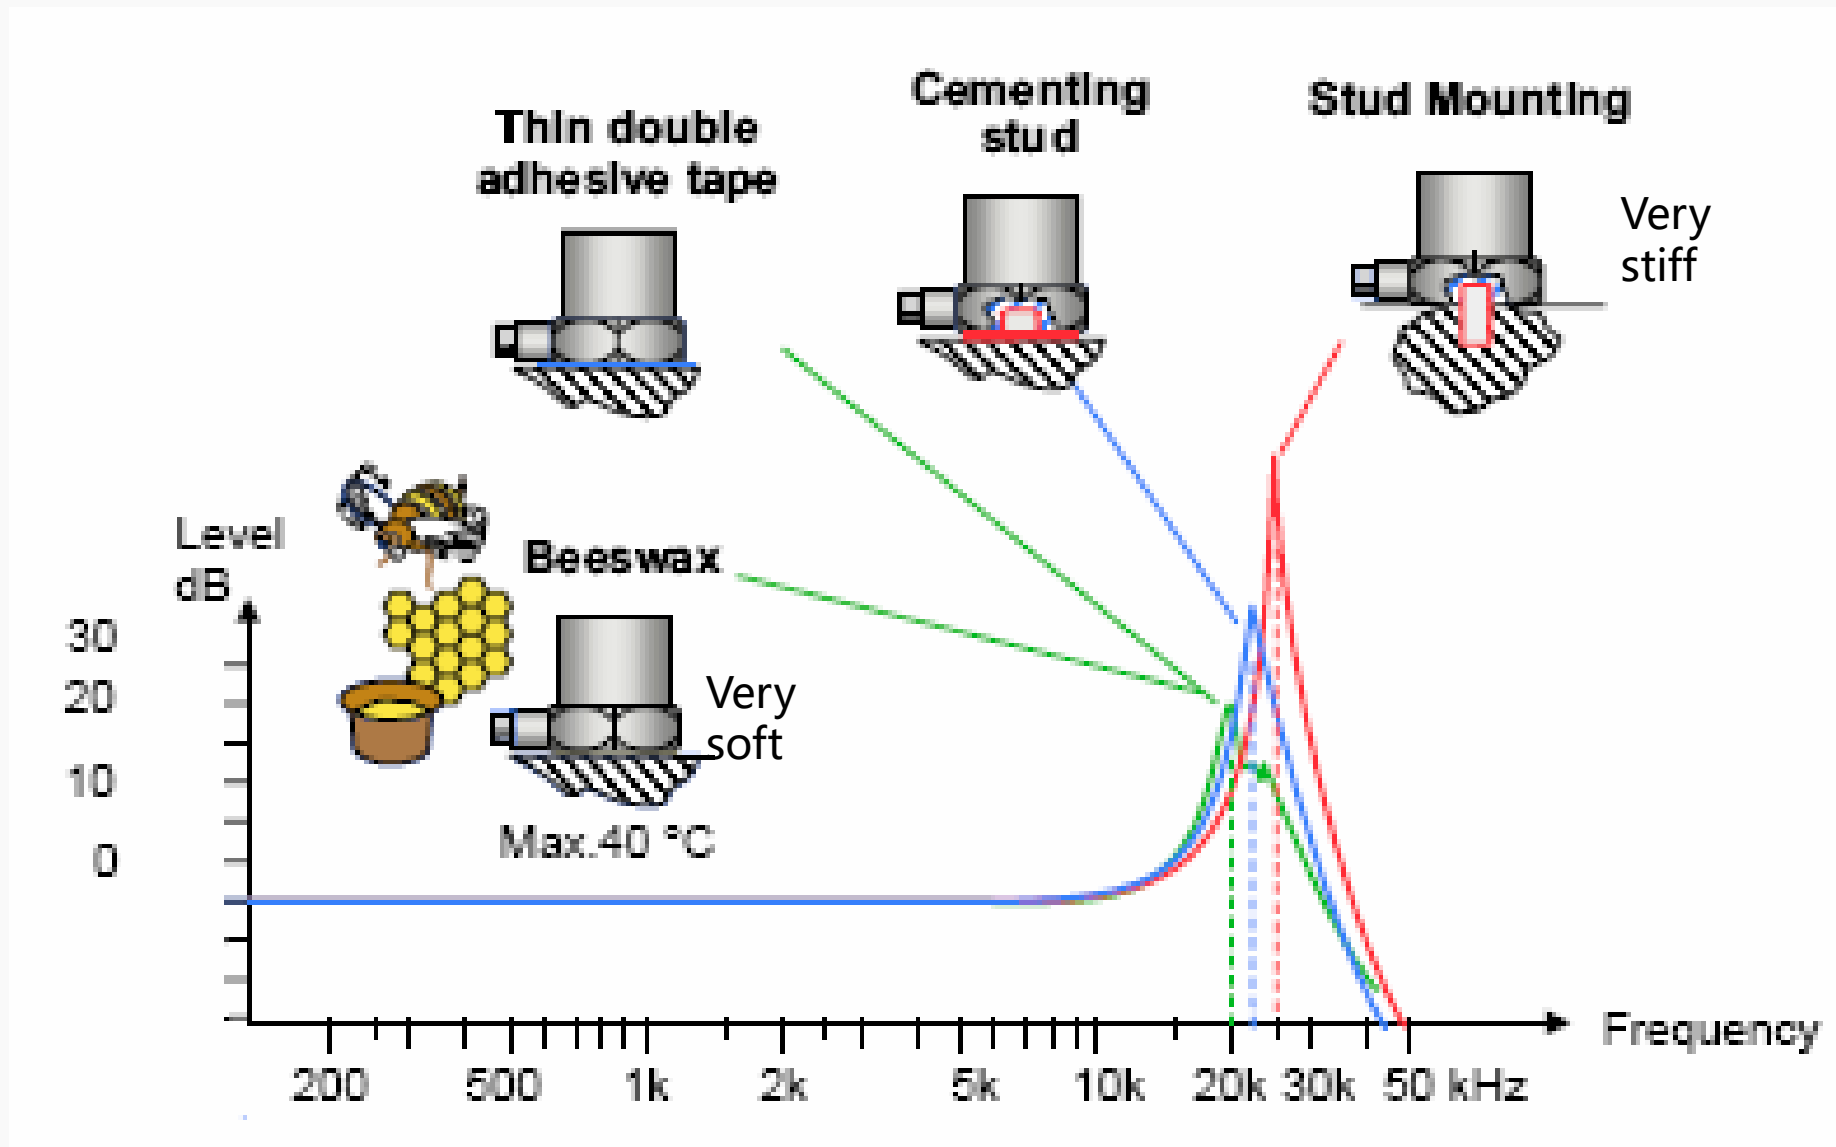 Thin double
adhesive tape
Cementing
stud
Stud Mounting
Very
stiff
Level
dB
Beeswax
Very
soft
Max.40 °C
30
20
10
0
Frequency
200 500 1k 2k 5k 10k 20k 30k 50 kHz